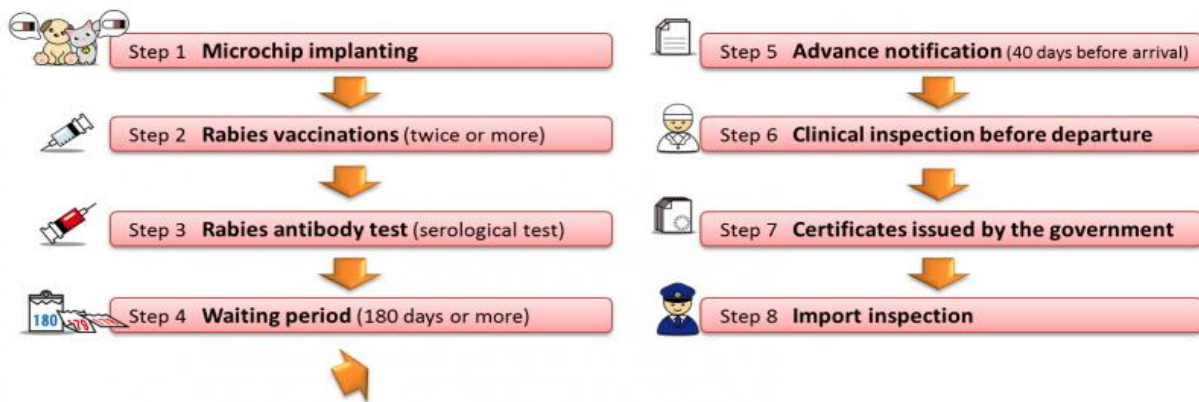 Step 1 Microchip implanting
Step 2 Rabies vaccinations (twice or more)
Step 3 Rabies antibody test (serological test)
180 179
Step 4 Waiting period (180 days or more)
Step 5 Advance notification (40 days before arrival)
Step 6 Clinical inspection before departure
Step 7 Certificates issued by the government
Step 8 Import inspection